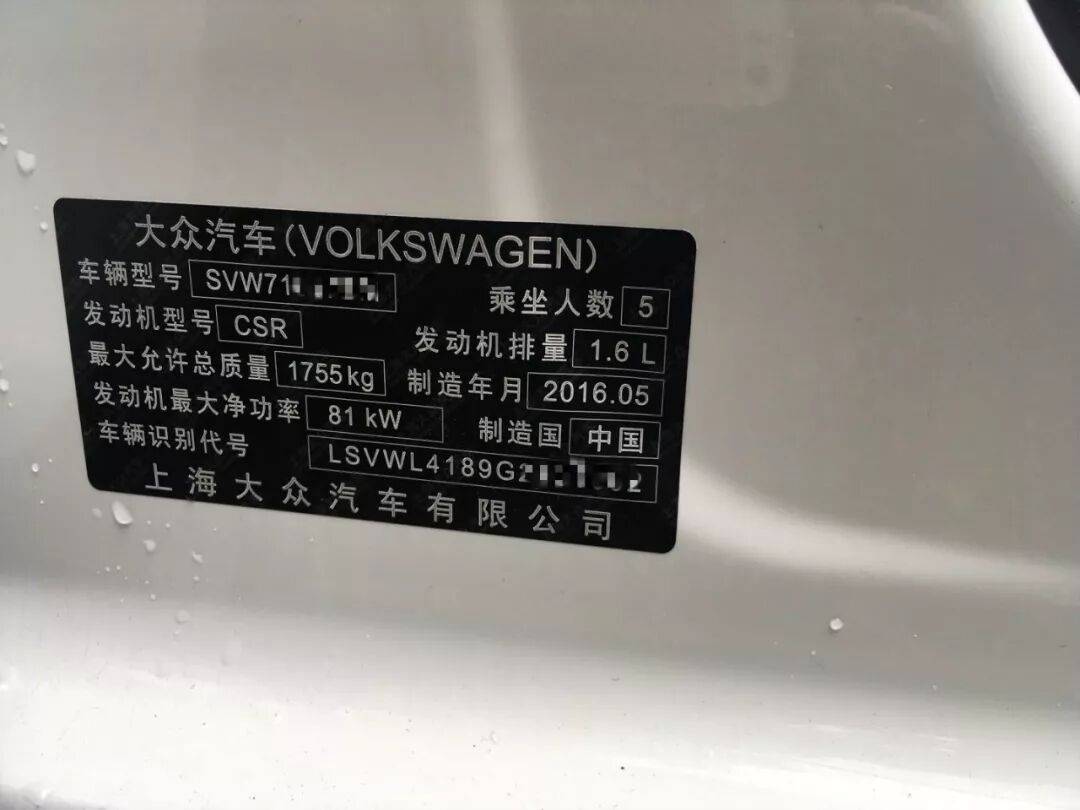 大众汽车(VOLKSWAGEN)
车辆型号 SVW71 乘坐人数 5
发动机型号 CSR 发动机排量 1.6 L
最大允许总质量 1755kg 制造年月 2016.05
发动机最大净功率 81 kW 制造国 中国
车辆识别代号 LSVWL4189G2
上海大众汽车有限公司